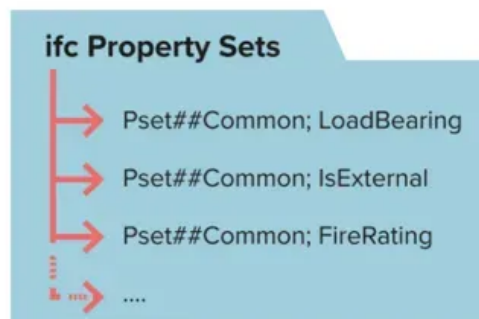 ifc Property Sets
Pset##Common; LoadBearing
Pset##Common; IsExternal
Pset##Common; FireRating
....